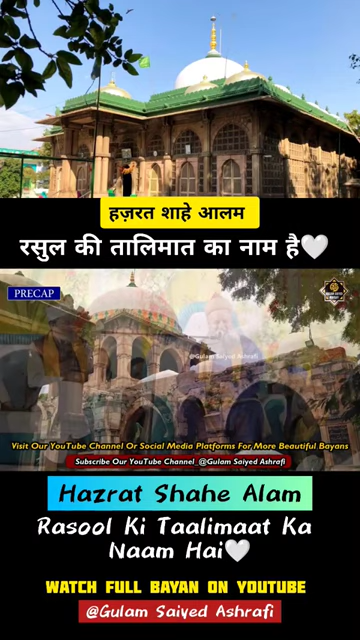 हज़रत शाहे आलम
रसुल की तालिमात का नाम है🤍
PRECAP
@Gulam Saiyed Ashrafi
Visit Our YouTube Channel Or Social Media Platforms For More Beautiful Bayans
Subscribe Our YouTube Channel_@Gulam Saiyed Ashrafi
Hazrat Shahe Alam
Rasool Ki Taalimaat Ka
Naam Hai🤍
WATCH FULL BAYAN ON YOUTUBE
@Gulam Saiyed Ashrafi